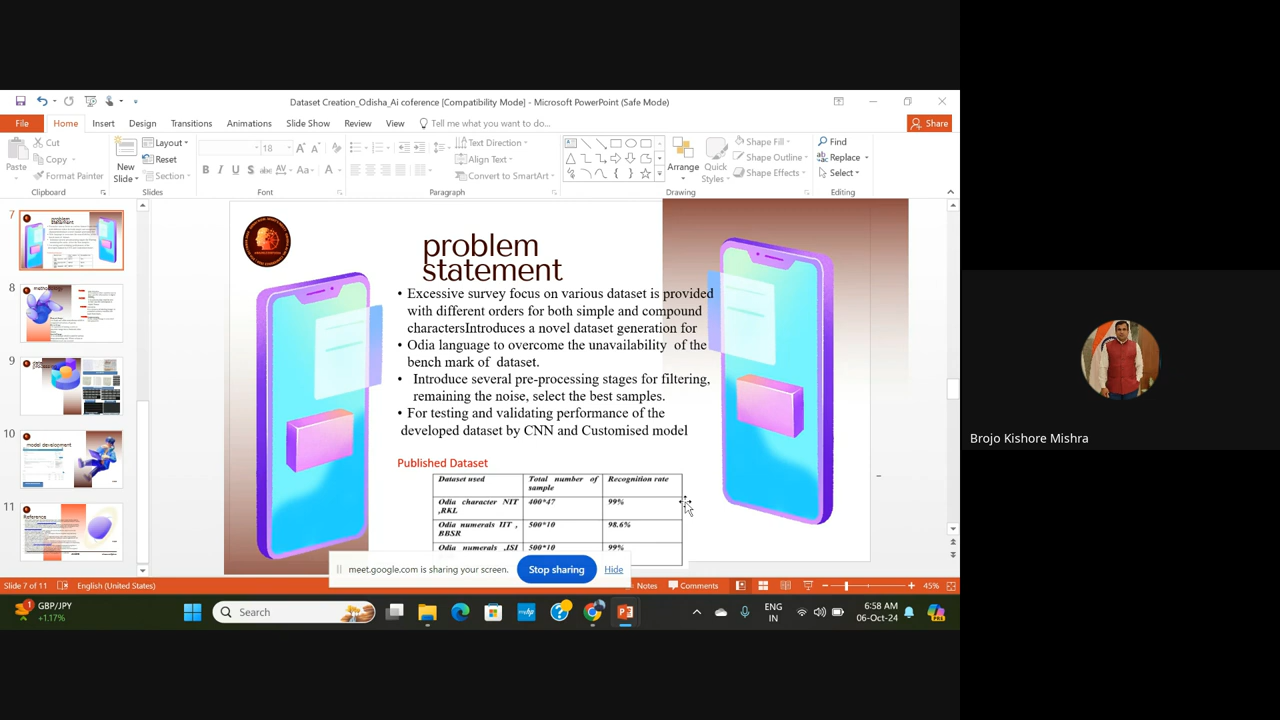 Dataset Creation_Odisha_Ai coference [Compatibility Mode] - Microsoft PowerPoint (Safe Mode)
File Home Insert Design Transitions Animations Slide Show Review View Tell me what you want to do... Share
Paste
Cut
Copy
Format Painter
Clipboard
New Slide
Layout
Reset
Section
Slides
18
Font
Text Direction
Align Text
Convert to SmartArt
Paragraph
Arrange
Quick Styles
Shape Fill
Shape Outline
Shape Effects
Drawing
Find
Replace
Select
Editing
7
8
9
10
11
problem
statement
• Excessive survey focus on various dataset is provided
with different orders for both simple and compound
charactersIntroduces a novel dataset generation for
• Odia language to overcome the unavailability of the
bench mark of dataset.
• Introduce several pre-processing stages for filtering,
remaining the noise, select the best samples.
• For testing and validating performance of the
developed dataset by CNN and Customised model
Published Dataset
Dataset used Total number of sample Recognition rate
Odia character NIT ,RKL 400*47 99%
Odia numerals IIT , BBSR 500*10 98.6%
Odia numerals ,ISI 500*10 99%
meet.google.com is sharing your screen. Stop sharing Hide
Slide 7 of 11 English (United States) Notes Comments 45%
GBP/JPY
+1.17%
Search
ENG
IN
6:58 AM
06-Oct-24
Brojo Kishore Mishra